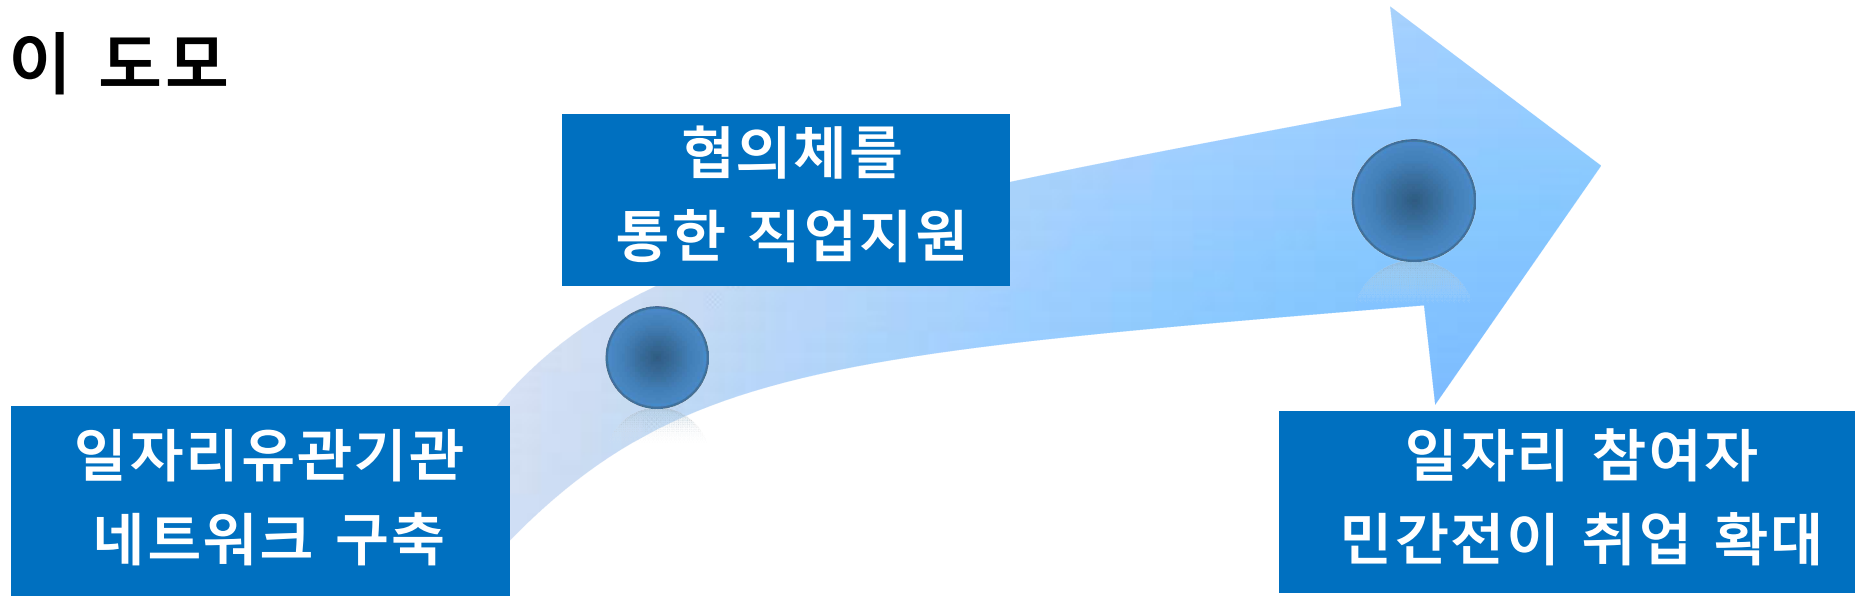 이 도모
협의체를
통한 직업지원
일자리유관기관
네트워크 구축
일자리 참여자
민간전이 취업 확대